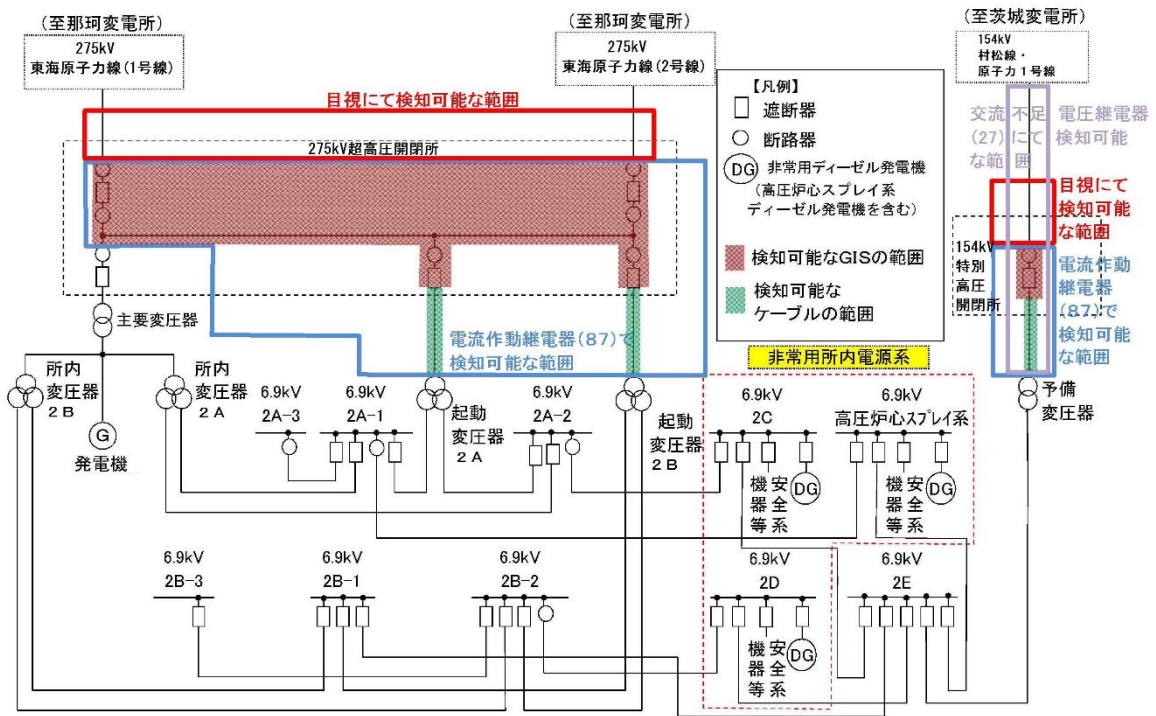 (至那珂変電所)
275kV
東海原子力線(1号線)
(至那珂変電所)
275kV
東海原子力線(2号線)
(至茨城変電所)
154kV
村松線・
原子力1号線
目視にて検知可能な範囲
275kV超高圧開閉所
【凡例】
遮断器
断路器
DG 非常用ディーゼル発電機
(高圧炉心スプレイ系
ディーゼル発電機を含む)
検知可能なGISの範囲
検知可能な
ケーブルの範囲
交流不足電圧継電器
(27)にて検知可能
な範囲
目視にて
検知可能
な範囲
154kV
特別
高圧
開閉所
電流作動
継電器
(87)で
検知可能
な範囲
主要変圧器
電流作動継電器(87)で
検知可能な範囲
非常用所内電源系
所内
変圧器
2B
所内
変圧器
2A
G
発電機
6.9kV
2A-3
6.9kV
2A-1
起動
変圧器
2A
6.9kV
2A-2
起動
変圧器
2B
6.9kV
2C
6.9kV
高圧炉心スプレイ系
予備
変圧器
安全系
機器等
DG
安全系
機器等
DG
6.9kV
2B-3
6.9kV
2B-1
6.9kV
2B-2
6.9kV
2D
6.9kV
2E
安全系
機器等
DG